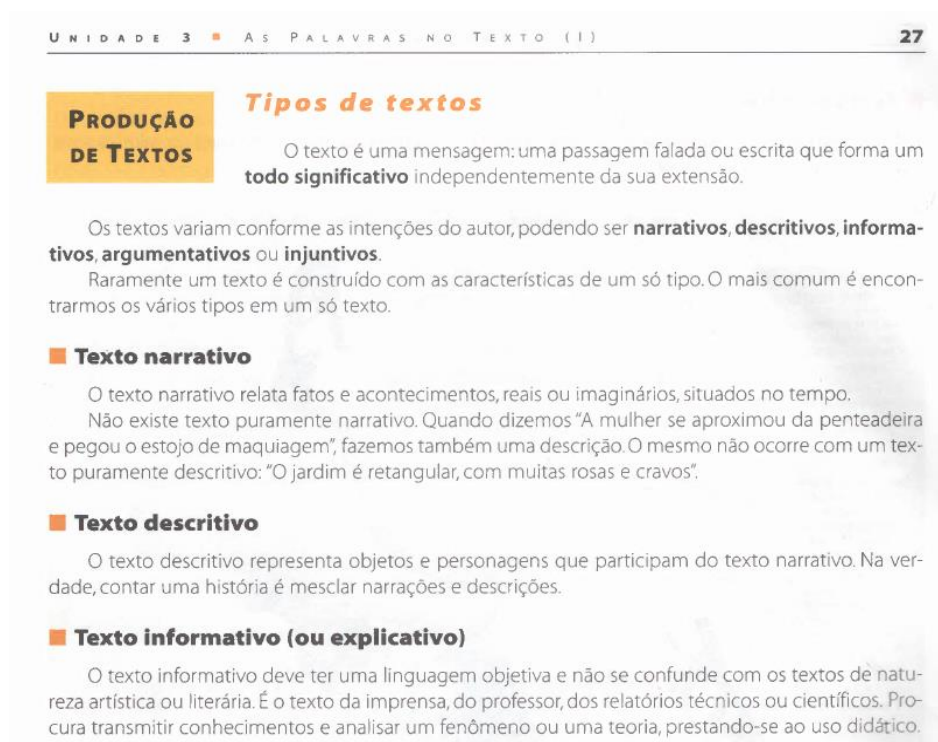 UNIDADE 3 ■ AS PALAVRAS NO TEXTO (I) 27
PRODUÇÃO
DE TEXTOS
Tipos de textos
O texto é uma mensagem: uma passagem falada ou escrita que forma um
todo significativo independentemente da sua extensão.
Os textos variam conforme as intenções do autor, podendo ser narrativos, descritivos, informa-
tivos, argumentativos ou injuntivos.
Raramente um texto é construído com as características de um só tipo. O mais comum é encon-
trarmos os vários tipos em um só texto.
■ Texto narrativo
O texto narrativo relata fatos e acontecimentos, reais ou imaginários, situados no tempo.
Não existe texto puramente narrativo. Quando dizemos “A mulher se aproximou da penteadeira
e pegou o estojo de maquiagem”, fazemos também uma descrição. O mesmo não ocorre com um tex-
to puramente descritivo: “O jardim é retangular, com muitas rosas e cravos”.
■ Texto descritivo
O texto descritivo representa objetos e personagens que participam do texto narrativo. Na ver-
dade, contar uma história é mesclar narrações e descrições.
■ Texto informativo (ou explicativo)
O texto informativo deve ter uma linguagem objetiva e não se confunde com os textos de natu-
reza artística ou literária. É o texto da imprensa, do professor, dos relatórios técnicos ou científicos. Pro-
cura transmitir conhecimentos e analisar um fenômeno ou uma teoria, prestando-se ao uso didático.